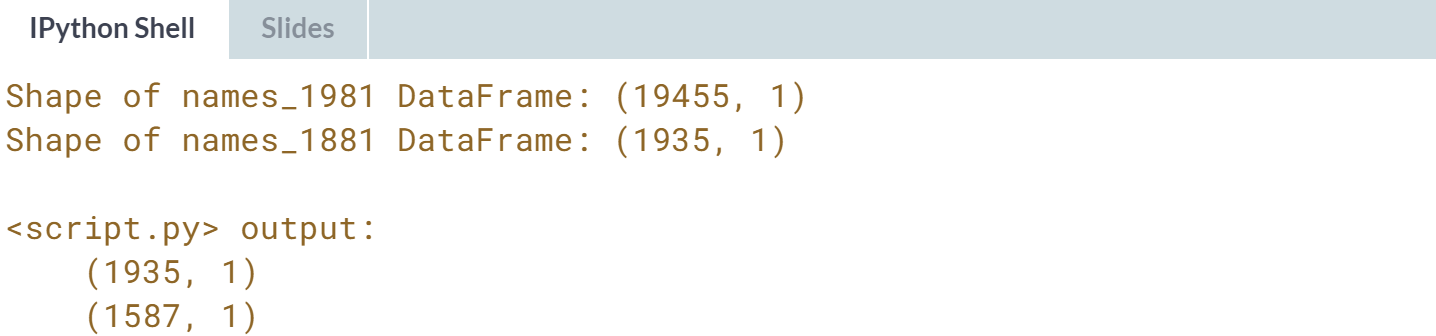 IPython Shell Slides
Shape of names_1981 DataFrame: (19455, 1)
Shape of names_1881 DataFrame: (1935, 1)
<script.py> output:
(1935, 1)
(1587, 1)